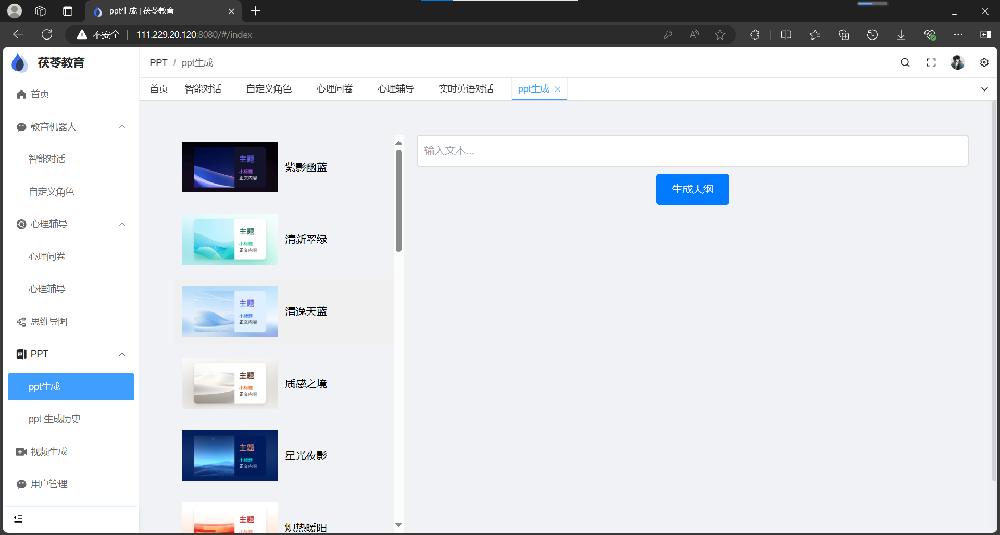 ppt生成 | 茯苓教育
不安全 111.229.20.120:8080/#/index
茯苓教育
PPT / ppt生成
首页 智能对话 自定义角色 心理问卷 心理辅导 实时英语对话 ppt生成
首页
教育机器人
智能对话
自定义角色
心理辅导
心理问卷
心理辅导
思维导图
PPT
ppt生成
ppt 生成历史
视频生成
用户管理
主题
小标题
正文内容
紫影幽蓝
主题
小标题
正文内容
清新翠绿
主题
小标题
正文内容
清逸天蓝
主题
小标题
正文内容
质感之境
主题
小标题
正文内容
星光夜影
主题
小标题
炽热暖阳
输入文本...
生成大纲